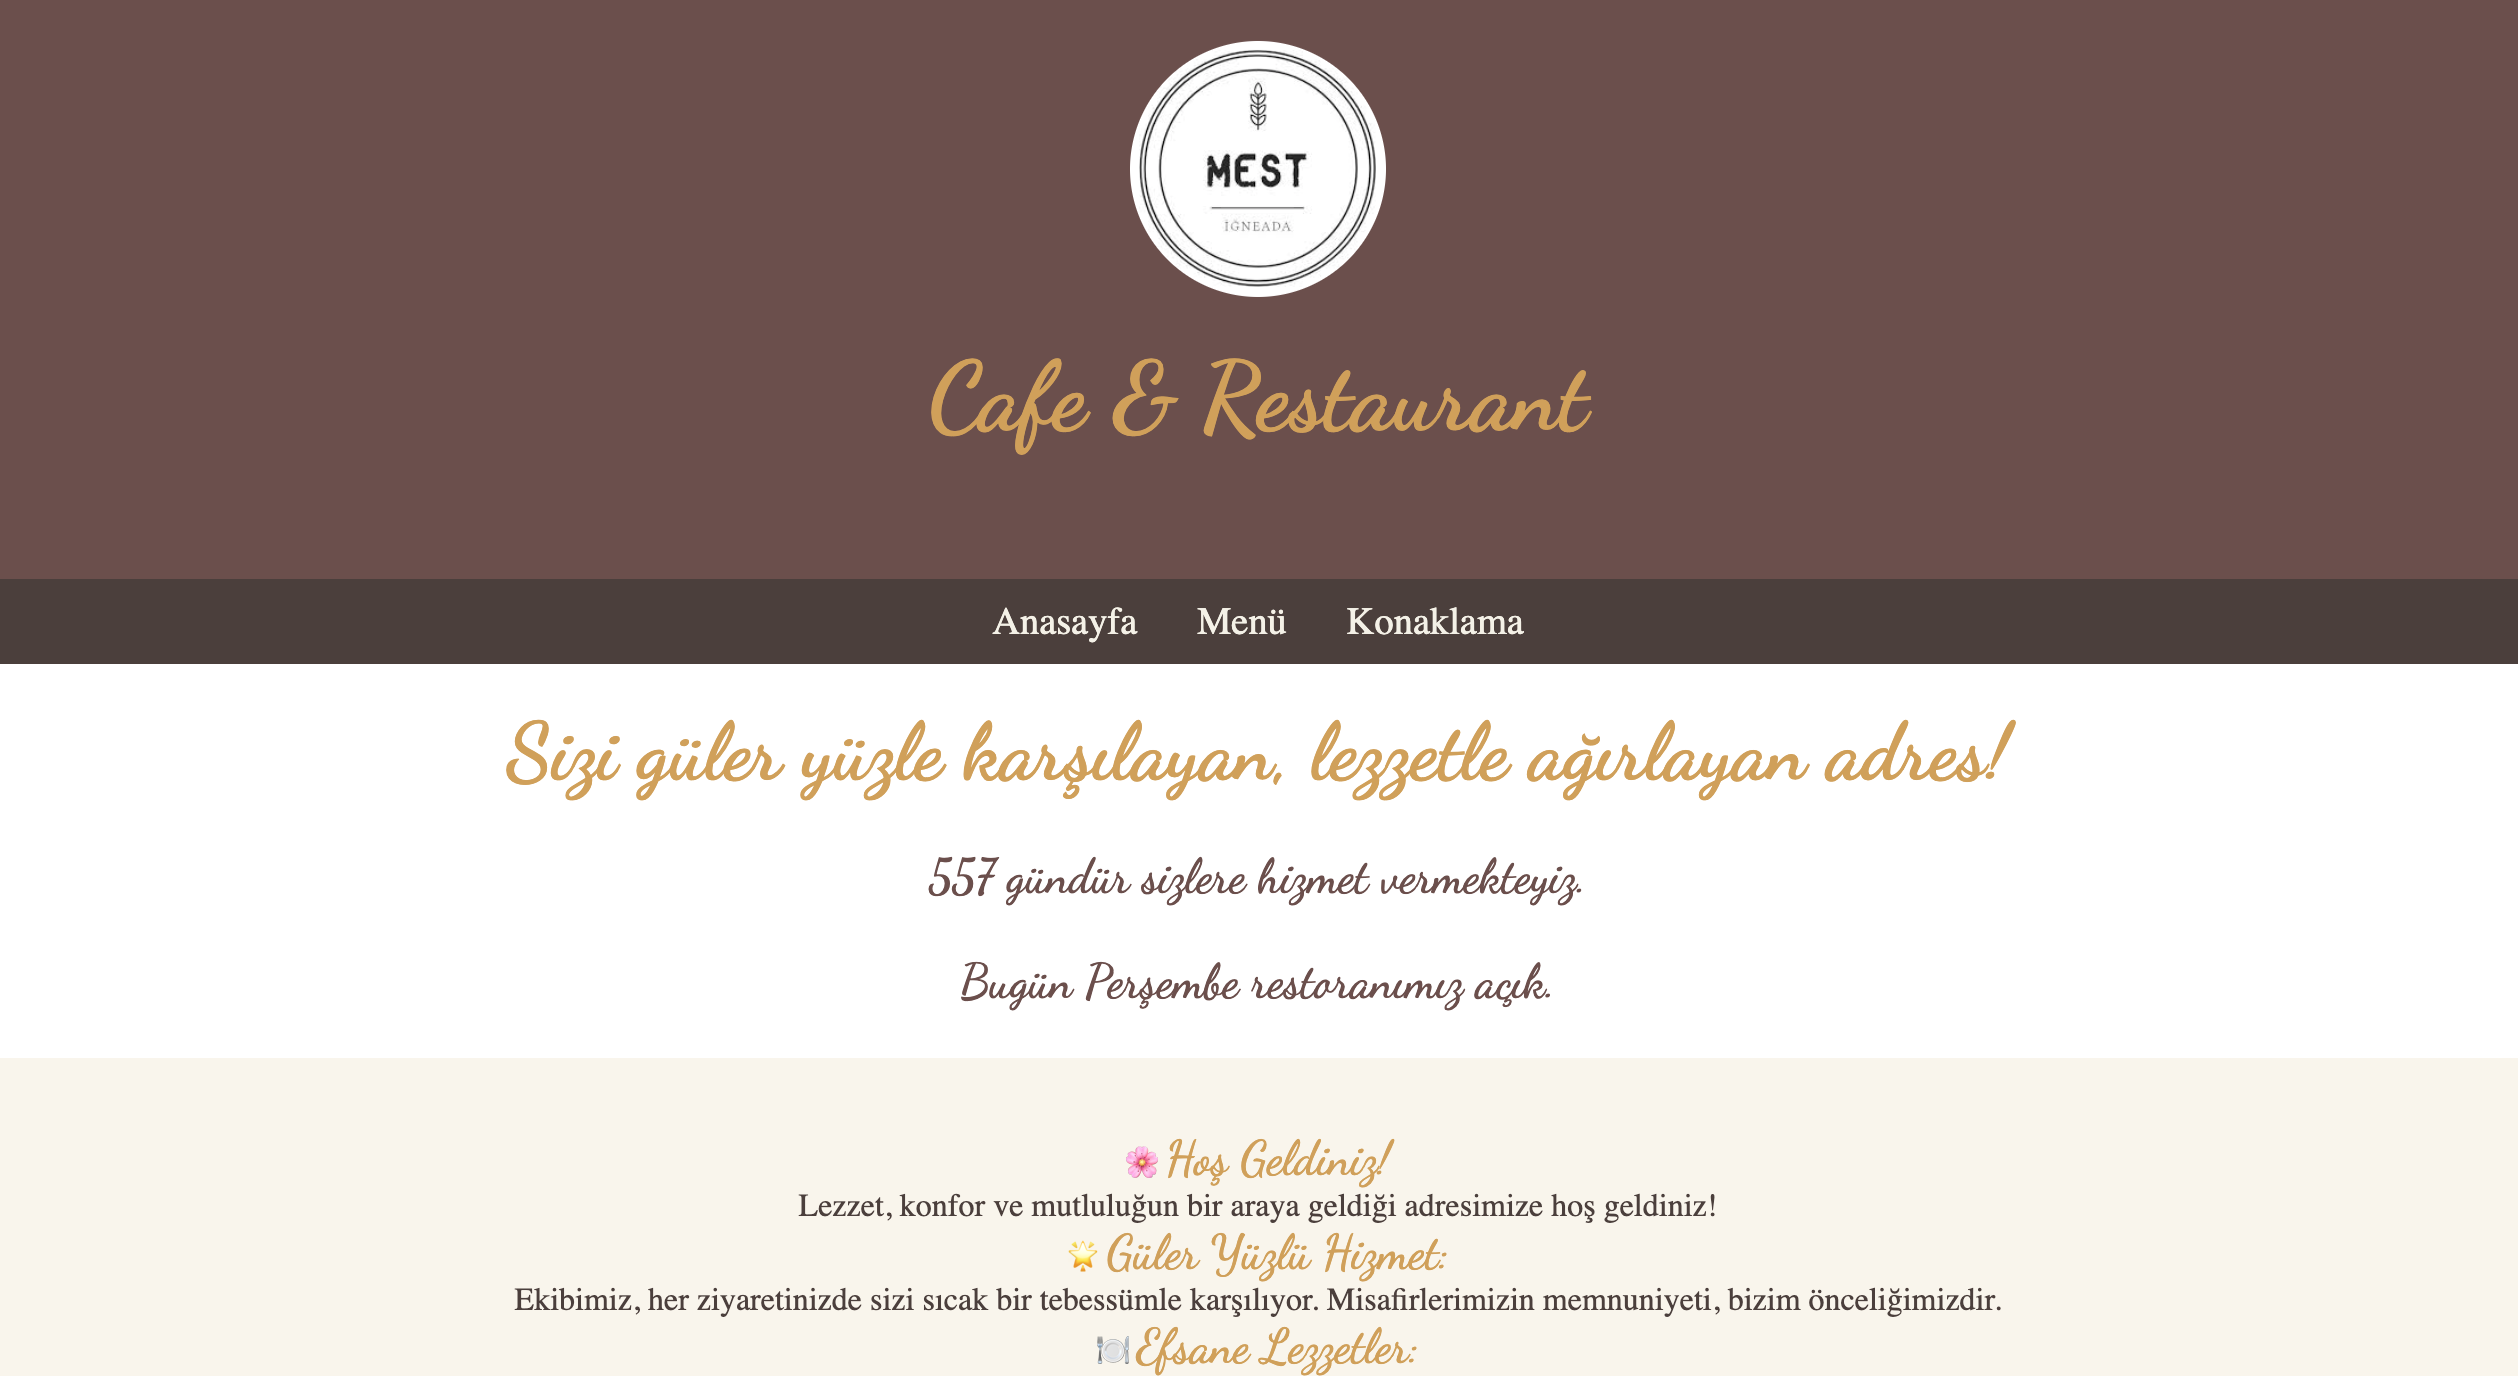 MEST
İĞNEADA
Cafe & Restaurant
Anasayfa Menü Konaklama
Sizi güler yüzle karşılayan, lezzetle ağırlayan adres!
557 gündür sizlere hizmet vermekteyiz.
Bugün Perşembe restoranımız açık.
🌸 Hoş Geldiniz!
Lezzet, konfor ve mutluluğun bir araya geldiği adresimize hoş geldiniz!
🌟 Güler Yüzlü Hizmet:
Ekibimiz, her ziyaretinizde sizi sıcak bir tebessümle karşılıyor. Misafirlerimizin memnuniyeti, bizim önceliğimizdir.
🍽️ Efsane Lezzetler: